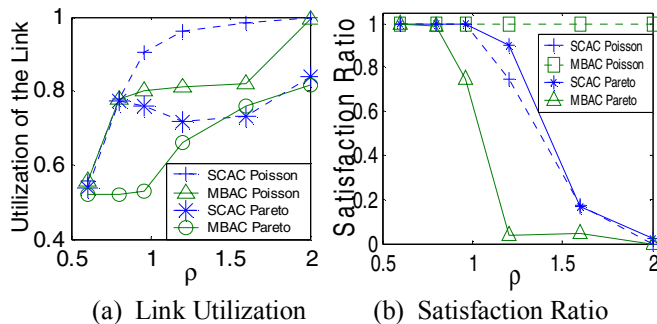 (a)
Utilization of the Link
1
0.8
0.6
0.4
SCAC Poisson
MBAC Poisson
SCAC Pareto
MBAC Pareto
0.5
1
1.5
2
ρ
(a) Link Utilization
(b)
Satisfaction Ratio
1
0.8
0.6
0.4
0.2
0
SCAC Poisson
MBAC Poisson
SCAC Pareto
MBAC Pareto
0.5
1
1.5
2
ρ
(b) Satisfaction Ratio